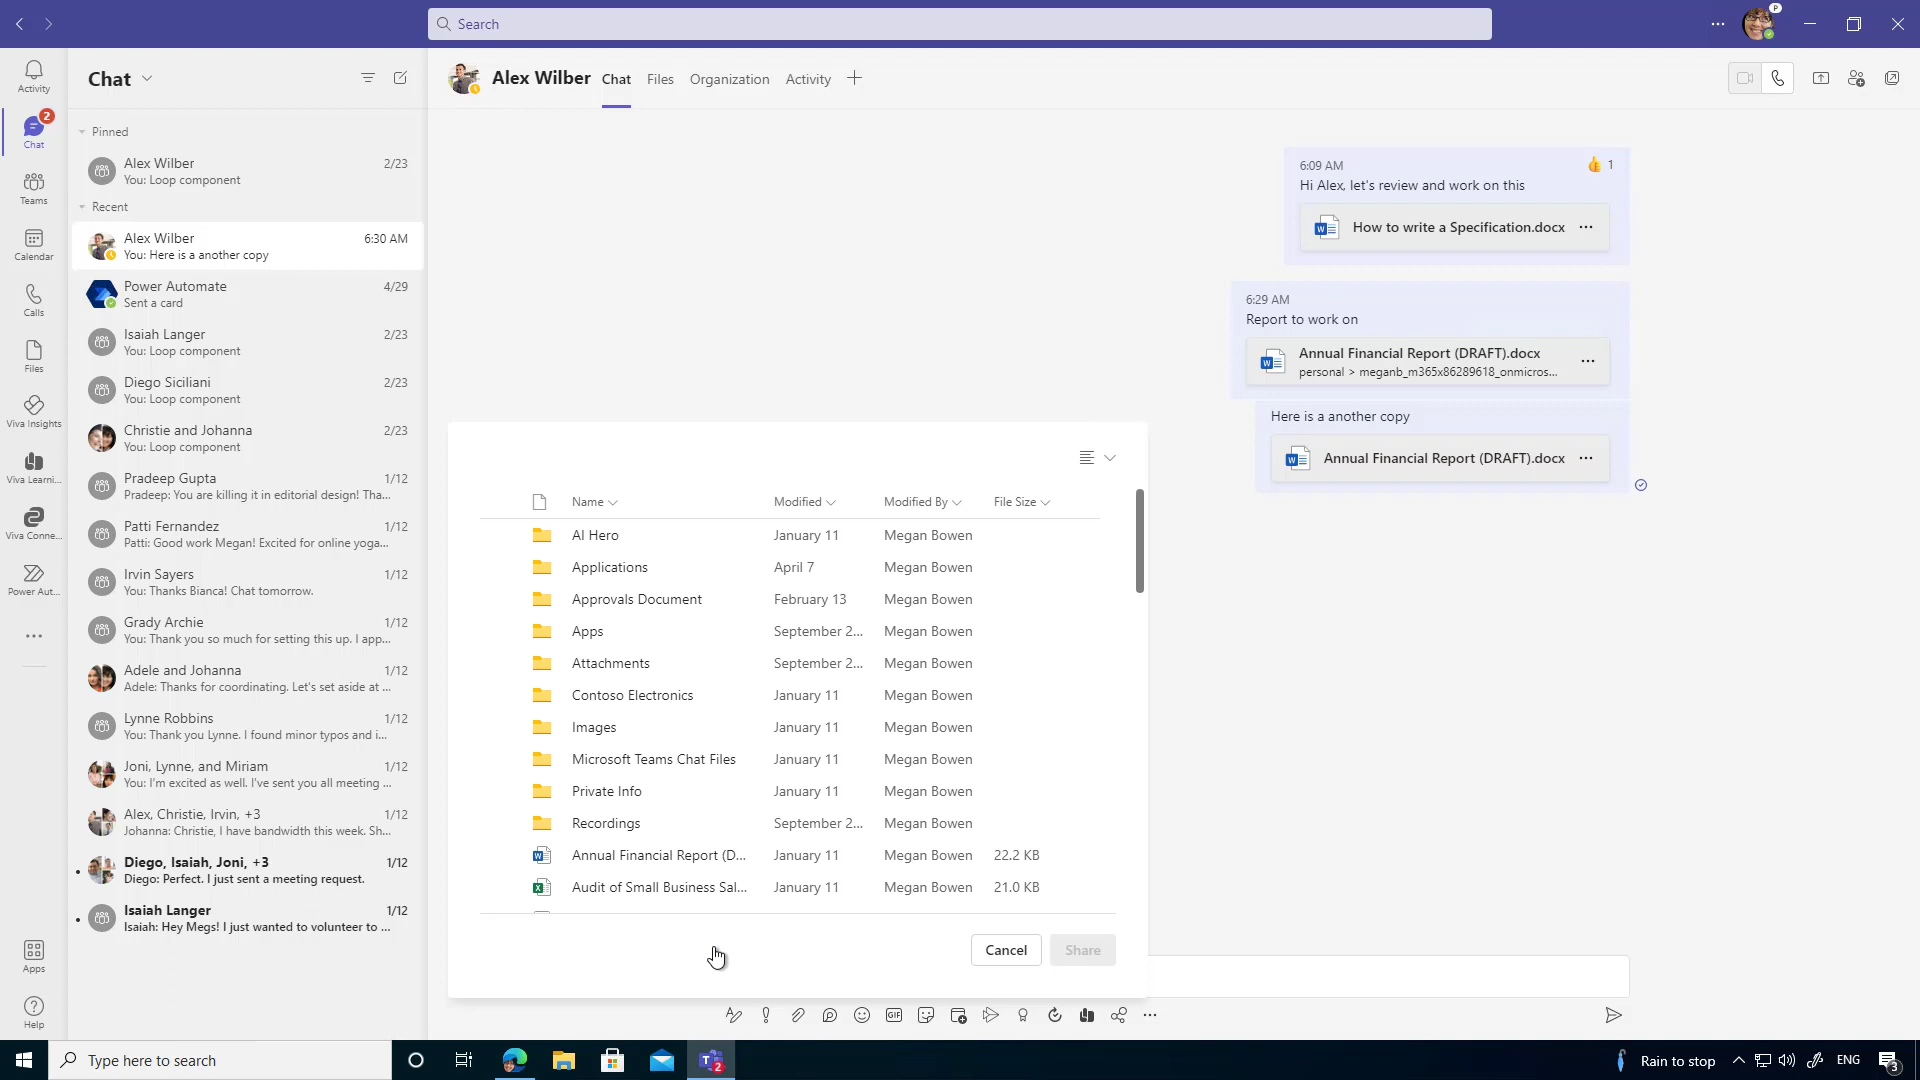 Search
P
Activity
2
Chat
Teams
Calendar
Calls
Files
Viva Insights
Viva Learni...
Viva Conne...
Power Aut...
Apps
Help
Chat
Pinned
Alex Wilber 2/23
You: Loop component
Recent
Alex Wilber 6:30 AM
You: Here is a another copy
Power Automate 4/29
Sent a card
Isaiah Langer 2/23
You: Loop component
Diego Siciliani 2/23
You: Loop component
Christie and Johanna 2/23
You: Loop component
Pradeep Gupta 1/12
Pradeep: You are killing it in editorial design! Tha...
Patti Fernandez 1/12
Patti: Good work Megan! Excited for online yoga...
Irvin Sayers 1/12
You: Thanks Bianca! Chat tomorrow.
Grady Archie 1/12
You: Thank you so much for setting this up. I app...
Adele and Johanna 1/12
Adele: Thanks for coordinating. Let's set aside at ...
Lynne Robbins 1/12
You: Thank you Lynne. I found minor typos and i...
Joni, Lynne, and Miriam 1/12
You: I'm excited as well. I've sent you all meeting ...
Alex, Christie, Irvin, +3 1/12
Johanna: Christie, I have bandwidth this week. Sh...
Diego, Isaiah, Joni, +3 1/12
Diego: Perfect. I just sent a meeting request.
Isaiah Langer 1/12
Isaiah: Hey Megs! I just wanted to volunteer to ...
Alex Wilber Chat Files Organization Activity
6:09 AM 1
Hi Alex, let's review and work on this
How to write a Specification.docx
6:29 AM
Report to work on
Annual Financial Report (DRAFT).docx
personal > meganb_m365x86289618_onmicros...
Here is a another copy
Annual Financial Report (DRAFT).docx
Name Modified Modified By File Size
AI Hero January 11 Megan Bowen
Applications April 7 Megan Bowen
Approvals Document February 13 Megan Bowen
Apps September 2... Megan Bowen
Attachments September 2... Megan Bowen
Contoso Electronics January 11 Megan Bowen
Images January 11 Megan Bowen
Microsoft Teams Chat Files January 11 Megan Bowen
Private Info January 11 Megan Bowen
Recordings September 2... Megan Bowen
Annual Financial Report (D... January 11 Megan Bowen 22.2 KB
Audit of Small Business Sal... January 11 Megan Bowen 21.0 KB
Cancel Share
GIF
Type here to search
2
Rain to stop ENG 3